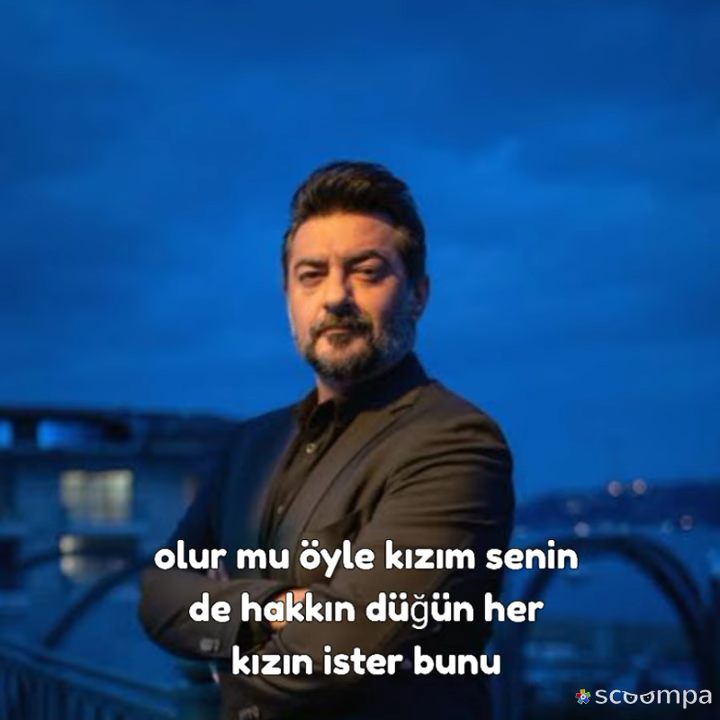 olur mu öyle kızım senin
de hakkın düğün her
kızın ister bunu
scoompa